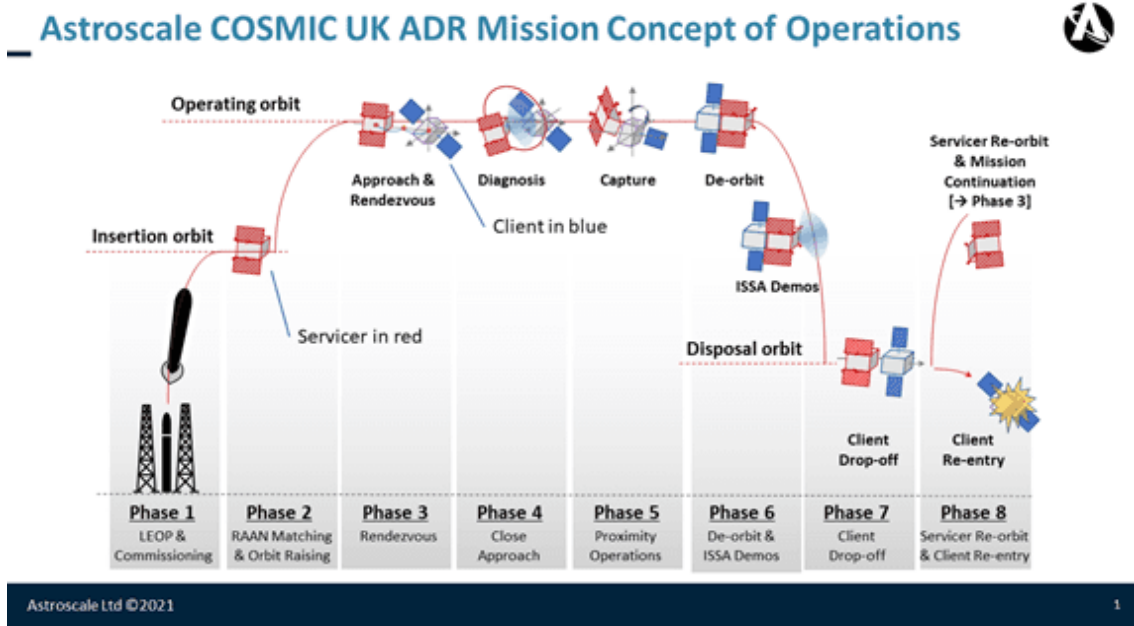 Astroscale COSMIC UK ADR Mission Concept of Operations
Operating orbit
Approach &
Rendezvous
Diagnosis
Capture
De-orbit
Servicer Re-orbit
& Mission
Continuation
[→ Phase 3]
Client in blue
Insertion orbit
ISSA Demos
Servicer in red
Disposal orbit
Client
Drop-off
Client
Re-entry
Phase 1
LEOP &
Commissioning
Phase 2
RAAN Matching
& Orbit Raising
Phase 3
Rendezvous
Phase 4
Close
Approach
Phase 5
Proximity
Operations
Phase 6
De-orbit &
ISSA Demos
Phase 7
Client
Drop-off
Phase 8
Servicer Re-orbit
& Client Re-entry
Astroscale Ltd ©2021
1